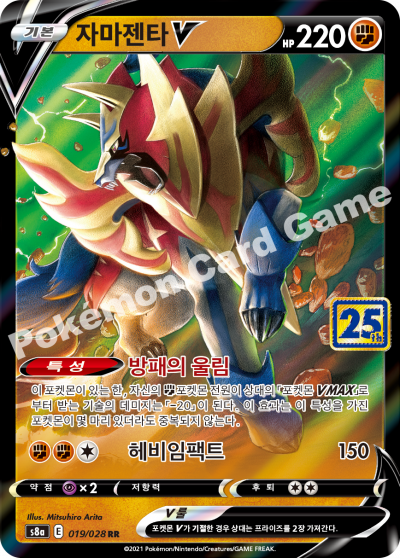 기본 자마젠타 V HP 220
Pokémon Card Game
25th
특성 방패의 울림
이 포켓몬이 있는 한, 자신의 포켓몬 전원이 상대의 「포켓몬 VMAX」로
부터 받는 기술의 데미지는 「-20」이 된다. 이 효과는 이 특성을 가진
포켓몬이 몇 마리 있더라도 중복되지 않는다.
헤비임팩트 150
약점 ×2 저항력 후퇴
Illus. Mitsuhiro Arita
V 룰
포켓몬 V가 기절한 경우 상대는 프라이즈를 2장 가져간다.
s8a E 019/028 RR
©2021 Pokémon/Nintendo/Creatures/GAME FREAK.